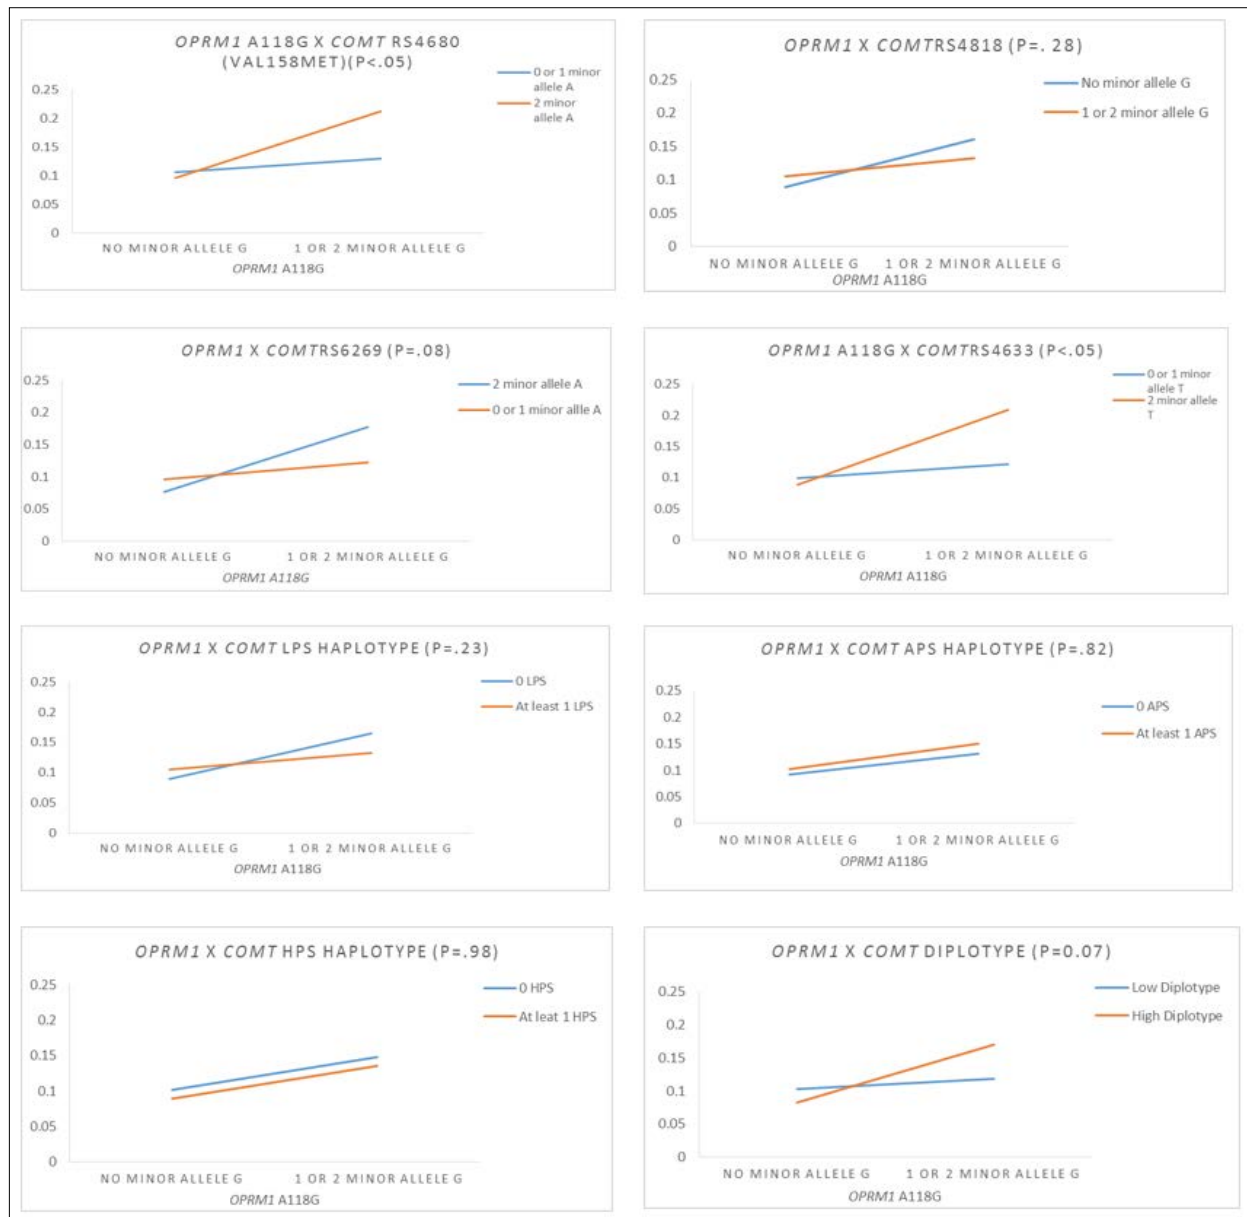 OPRM1 A118G X COMT RS4680
(VAL158MET)(P<.05)
0 or 1 minor
allele A
2 minor
allele A
0.25
0.2
0.15
0.1
0.05
0
NO MINOR ALLELE G
1 OR 2 MINOR ALLELE G
OPRM1 A118G
OPRM1 X COMTRS4818 (P=. 28)
No minor allele G
1 or 2 minor allele G
0.25
0.2
0.15
0.1
0.05
0
NO MINOR ALLELE G
1 OR 2 MINOR ALLELE G
OPRM1 A118G
OPRM1 X COMTRS6269 (P=.08)
2 minor allele A
0 or 1 minor allle A
0.25
0.2
0.15
0.1
0.05
0
NO MINOR ALLELE G
1 OR 2 MINOR ALLELE G
OPRM1 A118G
OPRM1 A118G X COMTRS4633 (P<.05)
0 or 1 minor
allele T
2 minor allele
T
0.25
0.2
0.15
0.1
0.05
0
NO MINOR ALLELE G
1 OR 2 MINOR ALLELE G
OPRM1 A118G
OPRM1 X COMT LPS HAPLOTYPE (P=.23)
0 LPS
At least 1 LPS
0.25
0.2
0.15
0.1
0.05
0
NO MINOR ALLELE G
1 OR 2 MINOR ALLELE G
OPRM1 A118G
OPRM1 X COMT APS HAPLOTYPE (P=.82)
0 APS
At least 1 APS
0.25
0.2
0.15
0.1
0.05
0
NO MINOR ALLELE G
1 OR 2 MINOR ALLELE G
OPRM1 A118G
OPRM1 X COMT HPS HAPLOTYPE (P=.98)
0 HPS
At leat 1 HPS
0.25
0.2
0.15
0.1
0.05
0
NO MINOR ALLELE G
1 OR 2 MINOR ALLELE G
OPRM1 A118G
OPRM1 X COMT DIPLOTYPE (P=0.07)
Low Diplotype
High Diplotype
0.25
0.2
0.15
0.1
0.05
0
NO MINOR ALLELE G
1 OR 2 MINOR ALLELE G
OPRM1 A118G